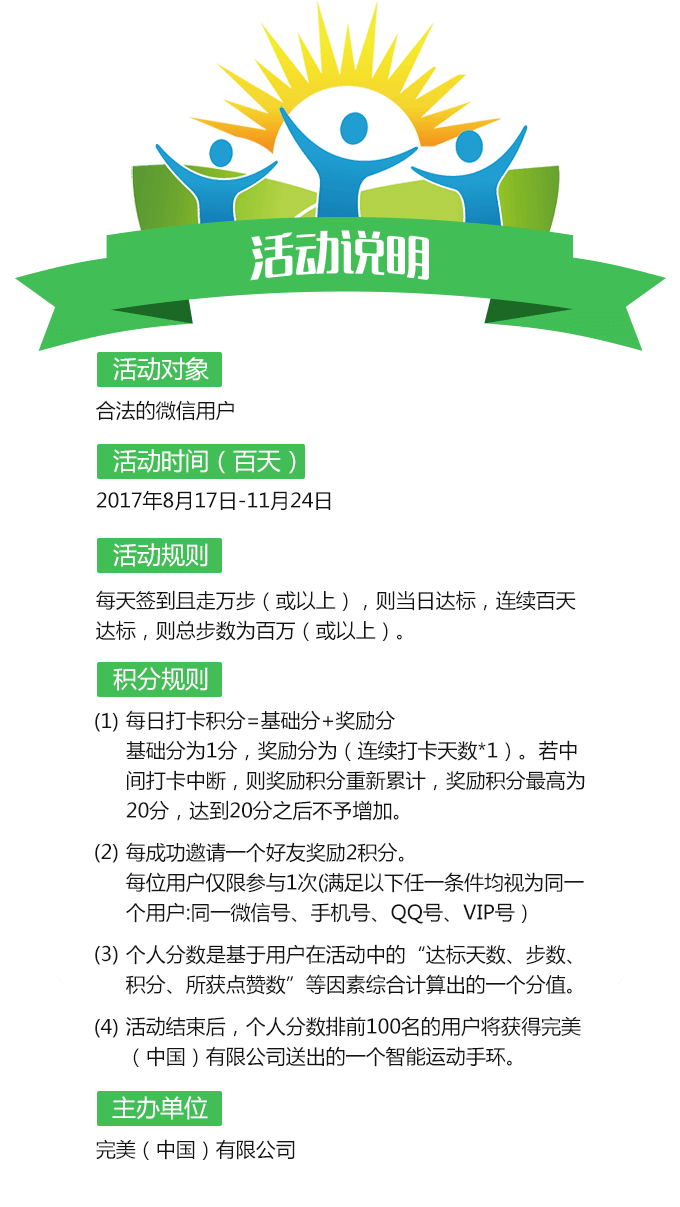 活动说明
活动对象
合法的微信用户
活动时间（百天）
2017年8月17日-11月24日
活动规则
每天签到且走万步（或以上），则当日达标，连续百天
达标，则总步数为百万（或以上）。
积分规则
(1) 每日打卡积分=基础分+奖励分
基础分为1分，奖励分为（连续打卡天数*1）。若中
间打卡中断，则奖励积分重新累计，奖励积分最高为
20分，达到20分之后不予增加。
(2) 每成功邀请一个好友奖励2积分。
每位用户仅限参与1次(满足以下任一条件均视为同一
个用户:同一微信号、手机号、QQ号、VIP号）
(3) 个人分数是基于用户在活动中的“达标天数、步数、
积分、所获点赞数”等因素综合计算出的一个分值。
(4) 活动结束后，个人分数排前100名的用户将获得完美
（中国）有限公司送出的一个智能运动手环。
主办单位
完美（中国）有限公司